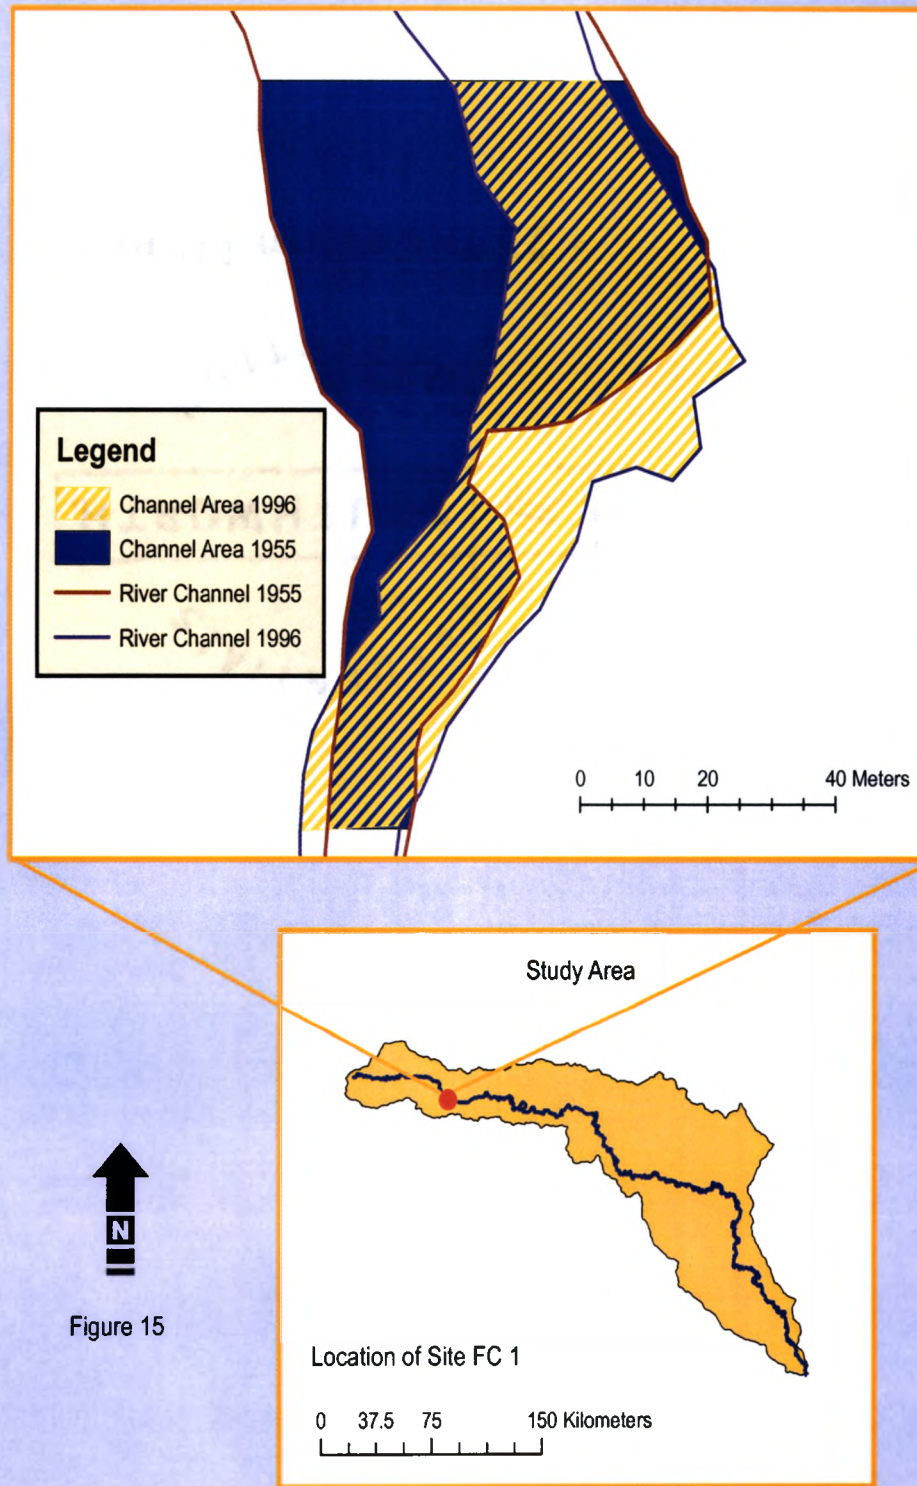 Legend
Channel Area 1996
Channel Area 1955
River Channel 1955
River Channel 1996
0 10 20 40 Meters
Study Area
N
Figure 15
Location of Site FC 1
0 37.5 75 150 Kilometers